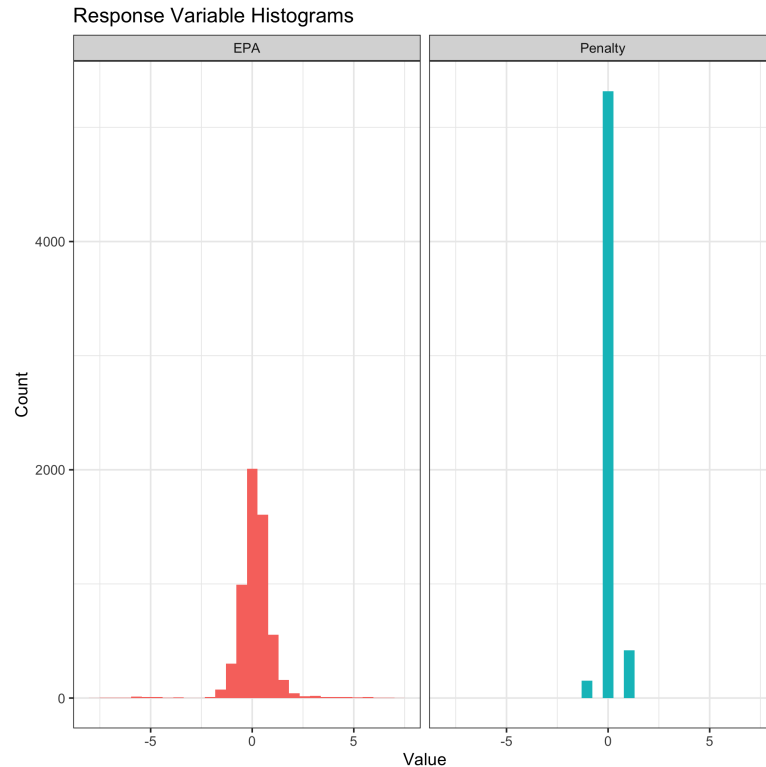 Response Variable Histograms
EPA
Penalty
Count
4000
2000
0
-5 0 5
-5 0 5
Value